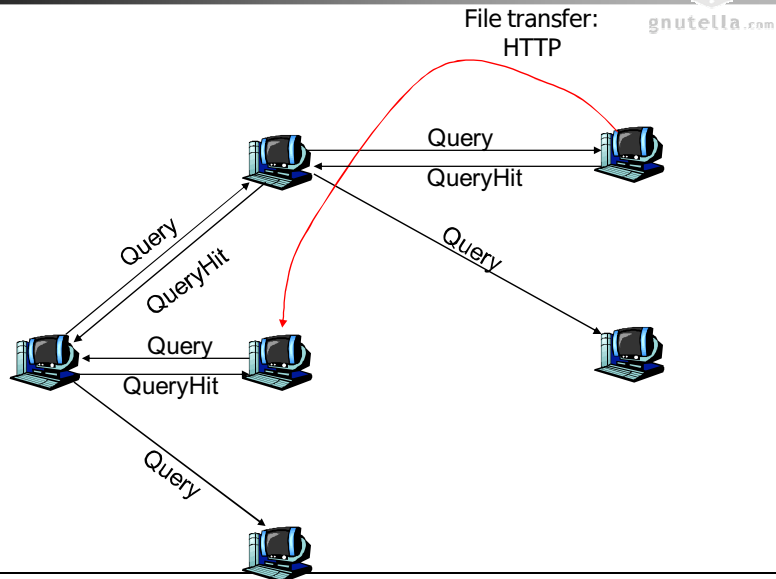 File transfer:
HTTP
gnutella.com
Query
QueryHit
Query
Query
QueryHit
Query
QueryHit
Query